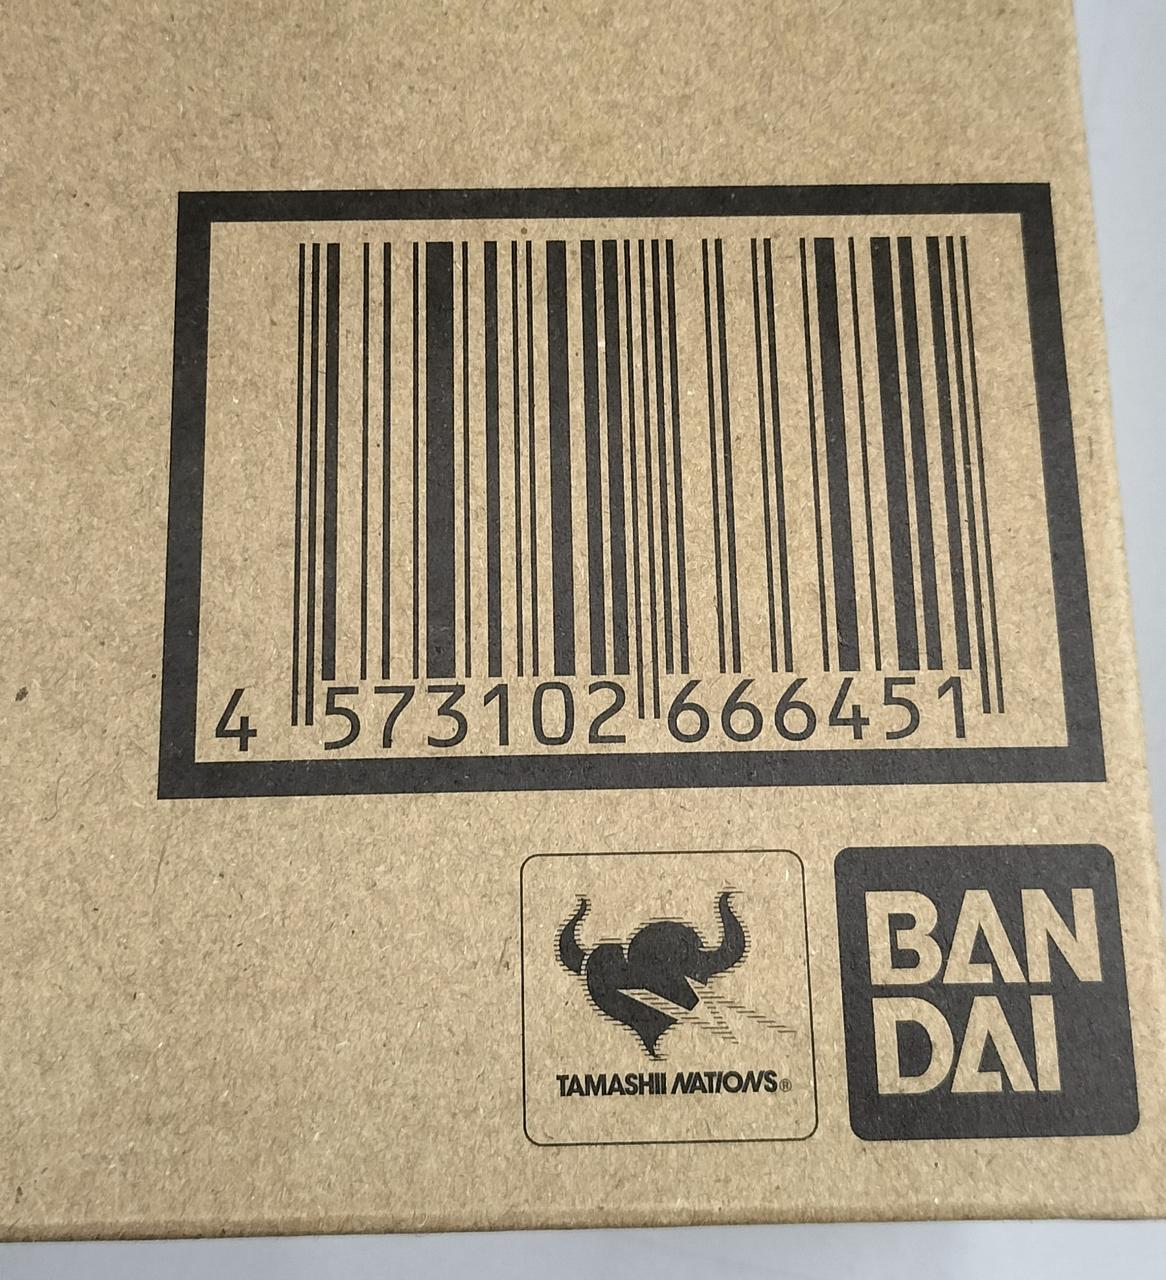 4 573102 666451
TAMASHII NATIONS®
BAN
DAI